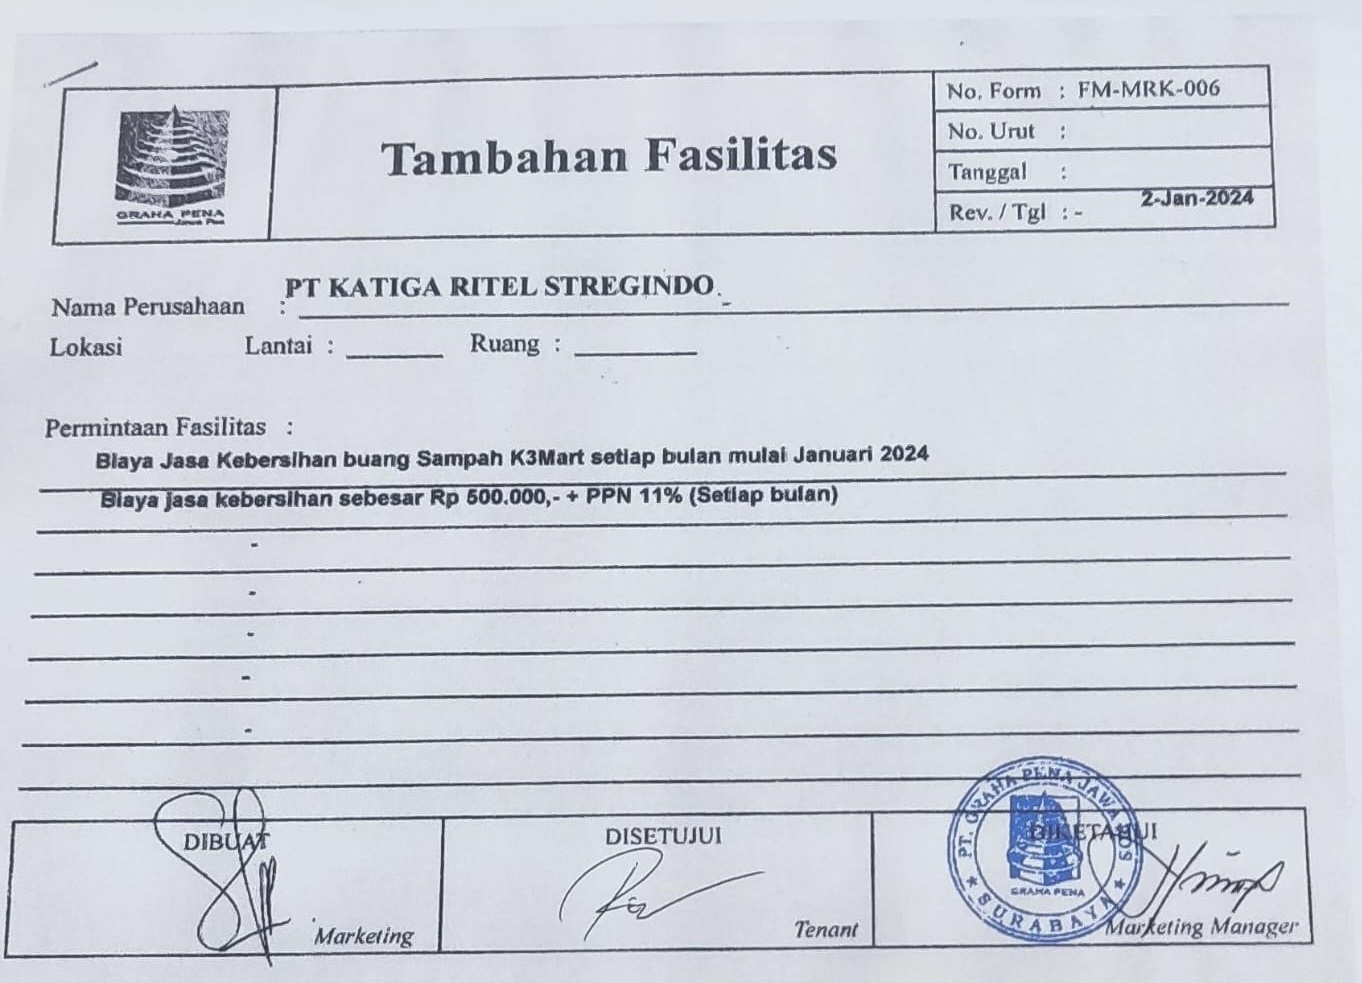 No. Form : FM-MRK-006
No. Urut :
Tanggal :
2-Jan-2024
Rev. / Tgl : -
GRAHA PENA
Jawa Pos
Tambahan Fasilitas
Nama Perusahaan : PT KATIGA RITEL STREGINDO.
Lokasi Lantai : Ruang :
Permintaan Fasilitas :
Biaya Jasa Kebersihan buang Sampah K3Mart setiap bulan mulai Januari 2024
Biaya jasa kebersihan sebesar Rp 500.000,- + PPN 11% (Setiap bulan)
-
-
-
-
-
DIBUAT
Marketing
DISETUJUI
Tenant
DIKETAHUI
Marketing Manager
PT. GRAHA PENA JAWA POS
GRAHA PENA
SURABAYA